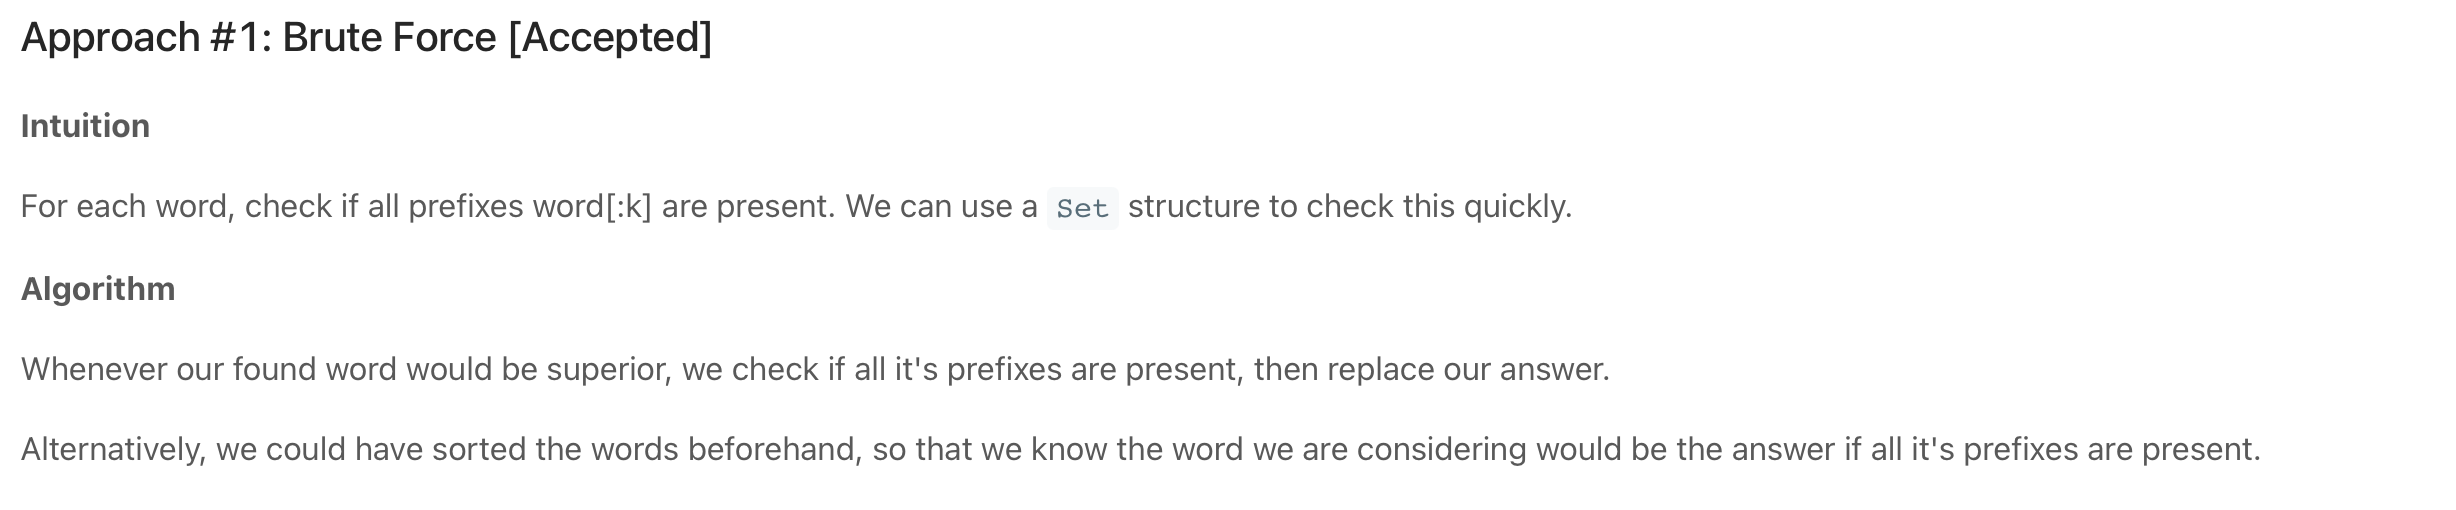 Approach #1: Brute Force [Accepted]
Intuition
For each word, check if all prefixes word[:k] are present. We can use a Set structure to check this quickly.
Algorithm
Whenever our found word would be superior, we check if all it's prefixes are present, then replace our answer.
Alternatively, we could have sorted the words beforehand, so that we know the word we are considering would be the answer if all it's prefixes are present.